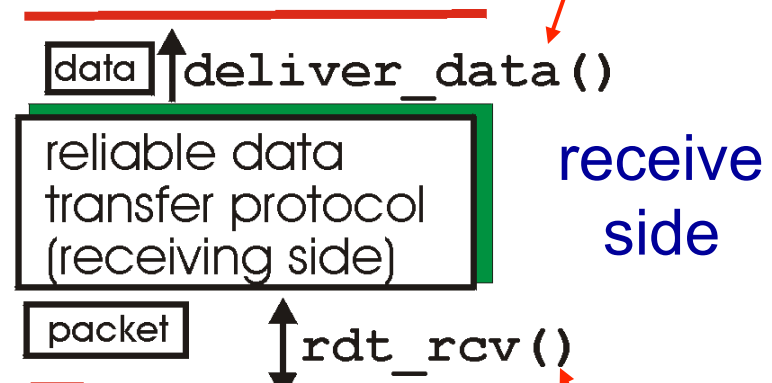 data deliver_data()
reliable data
transfer protocol
(receiving side)
receive
side
packet
rdt_rcv()